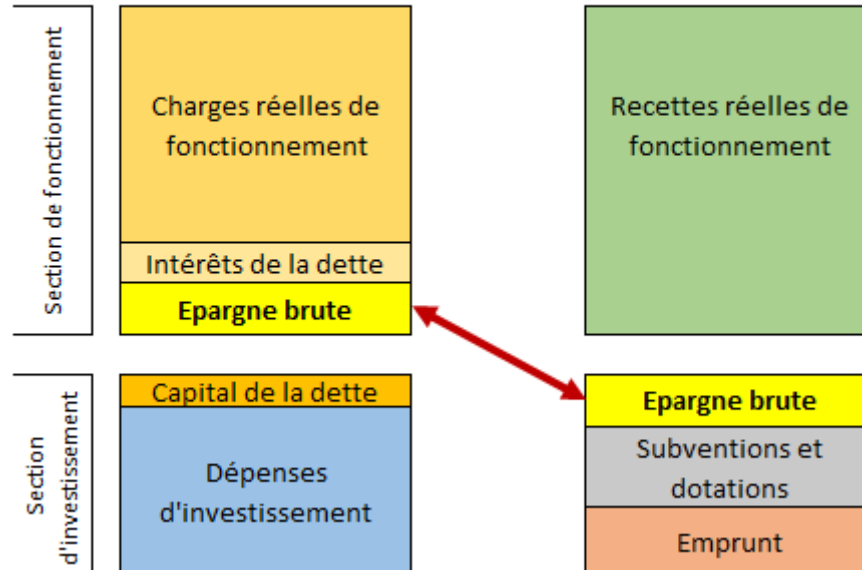 Section de fonctionnement
Charges réelles de
fonctionnement
Intérêts de la dette
Epargne brute
Recettes réelles de
fonctionnement
Section
d'investissement
Capital de la dette
Dépenses
d'investissement
Epargne brute
Subventions et
dotations
Emprunt